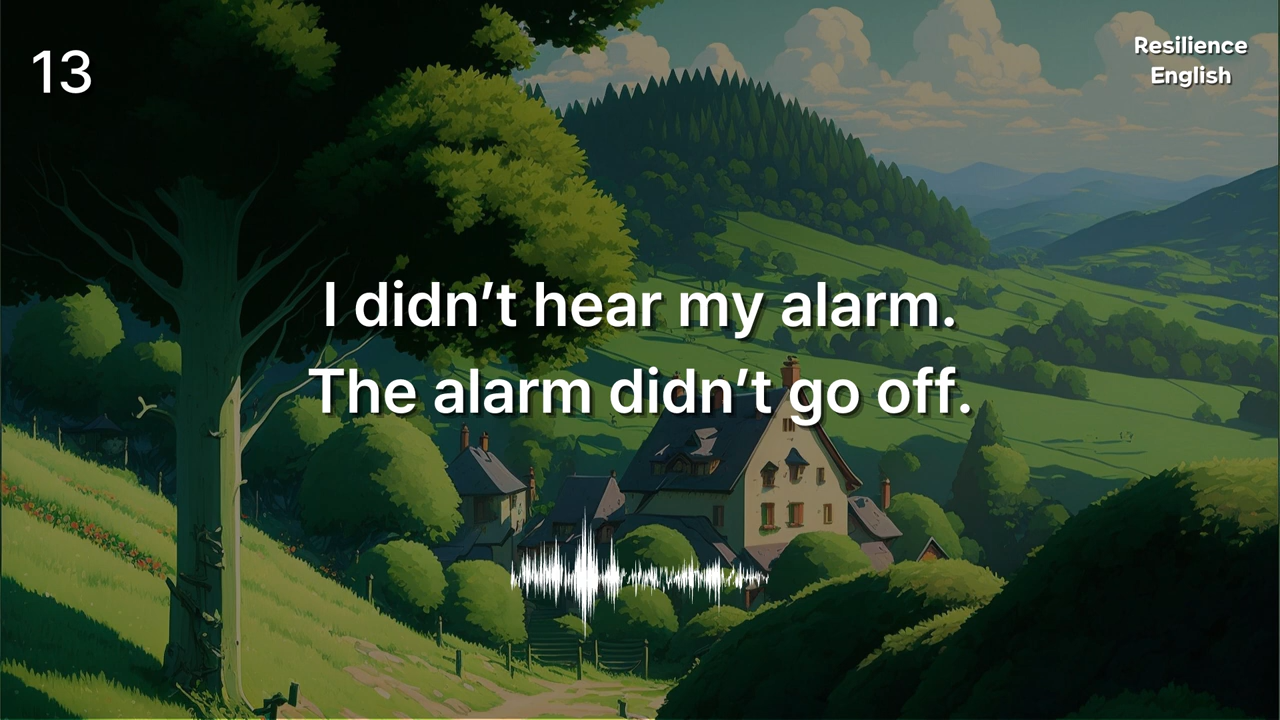 13
Resilience
English
I didn’t hear my alarm.
The alarm didn’t go off.